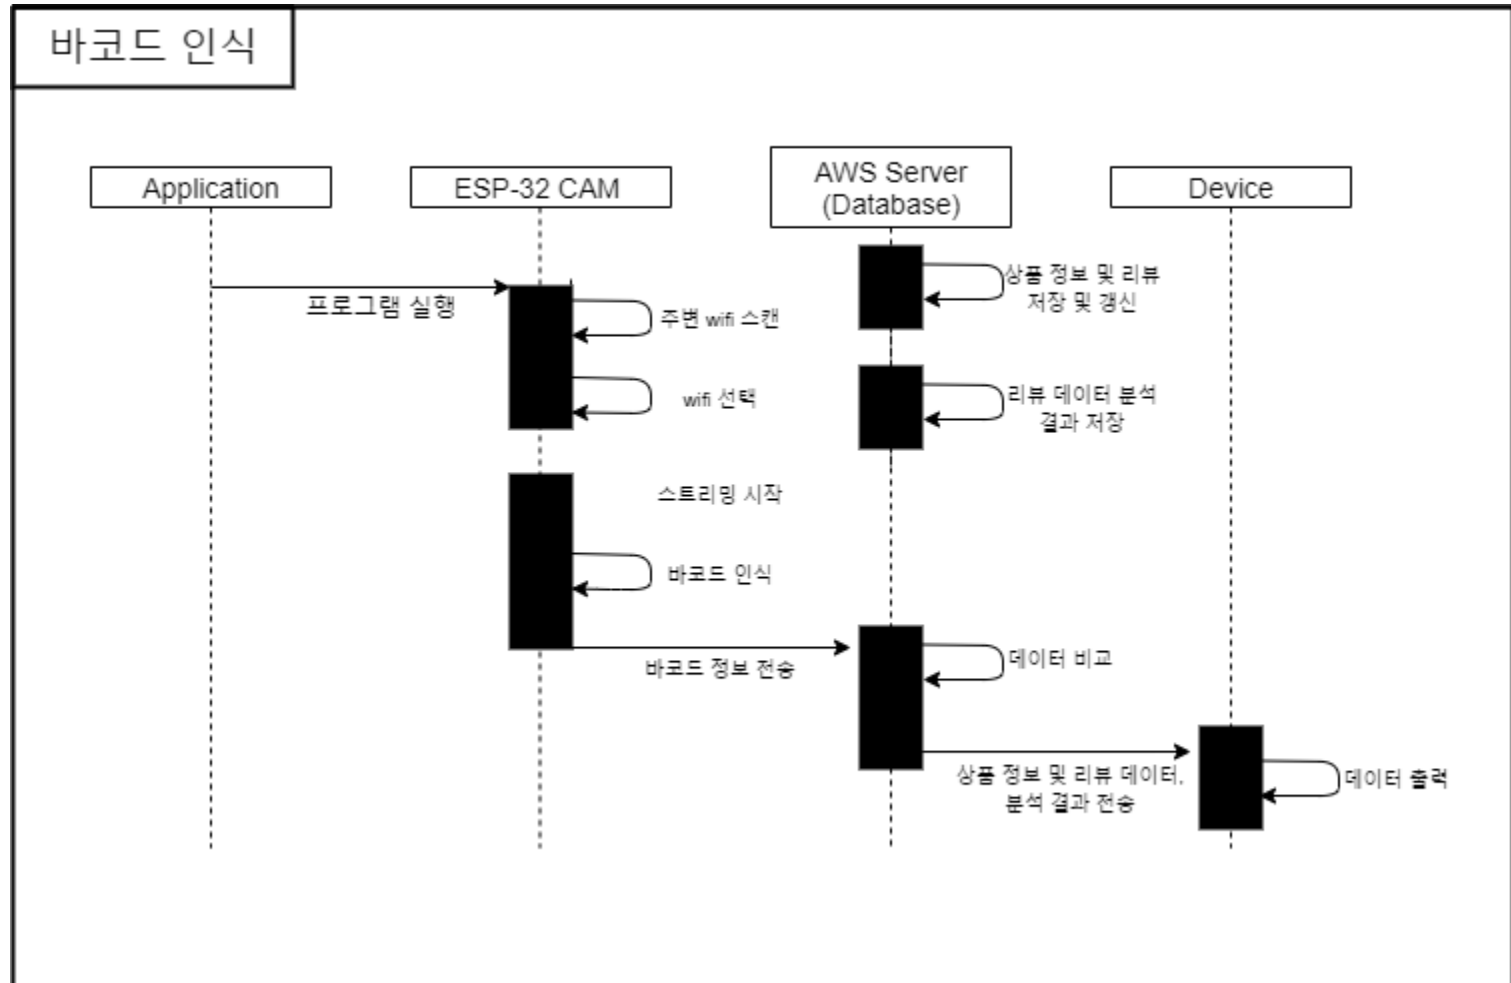 바코드 인식
Application
ESP-32 CAM
AWS Server
(Database)
Device
프로그램 실행
주변 wifi 스캔
wifi 선택
상품 정보 및 리뷰
저장 및 갱신
리뷰 데이터 분석
결과 저장
스트리밍 시작
바코드 인식
바코드 정보 전송
데이터 비교
상품 정보 및 리뷰 데이터,
분석 결과 전송
데이터 출력